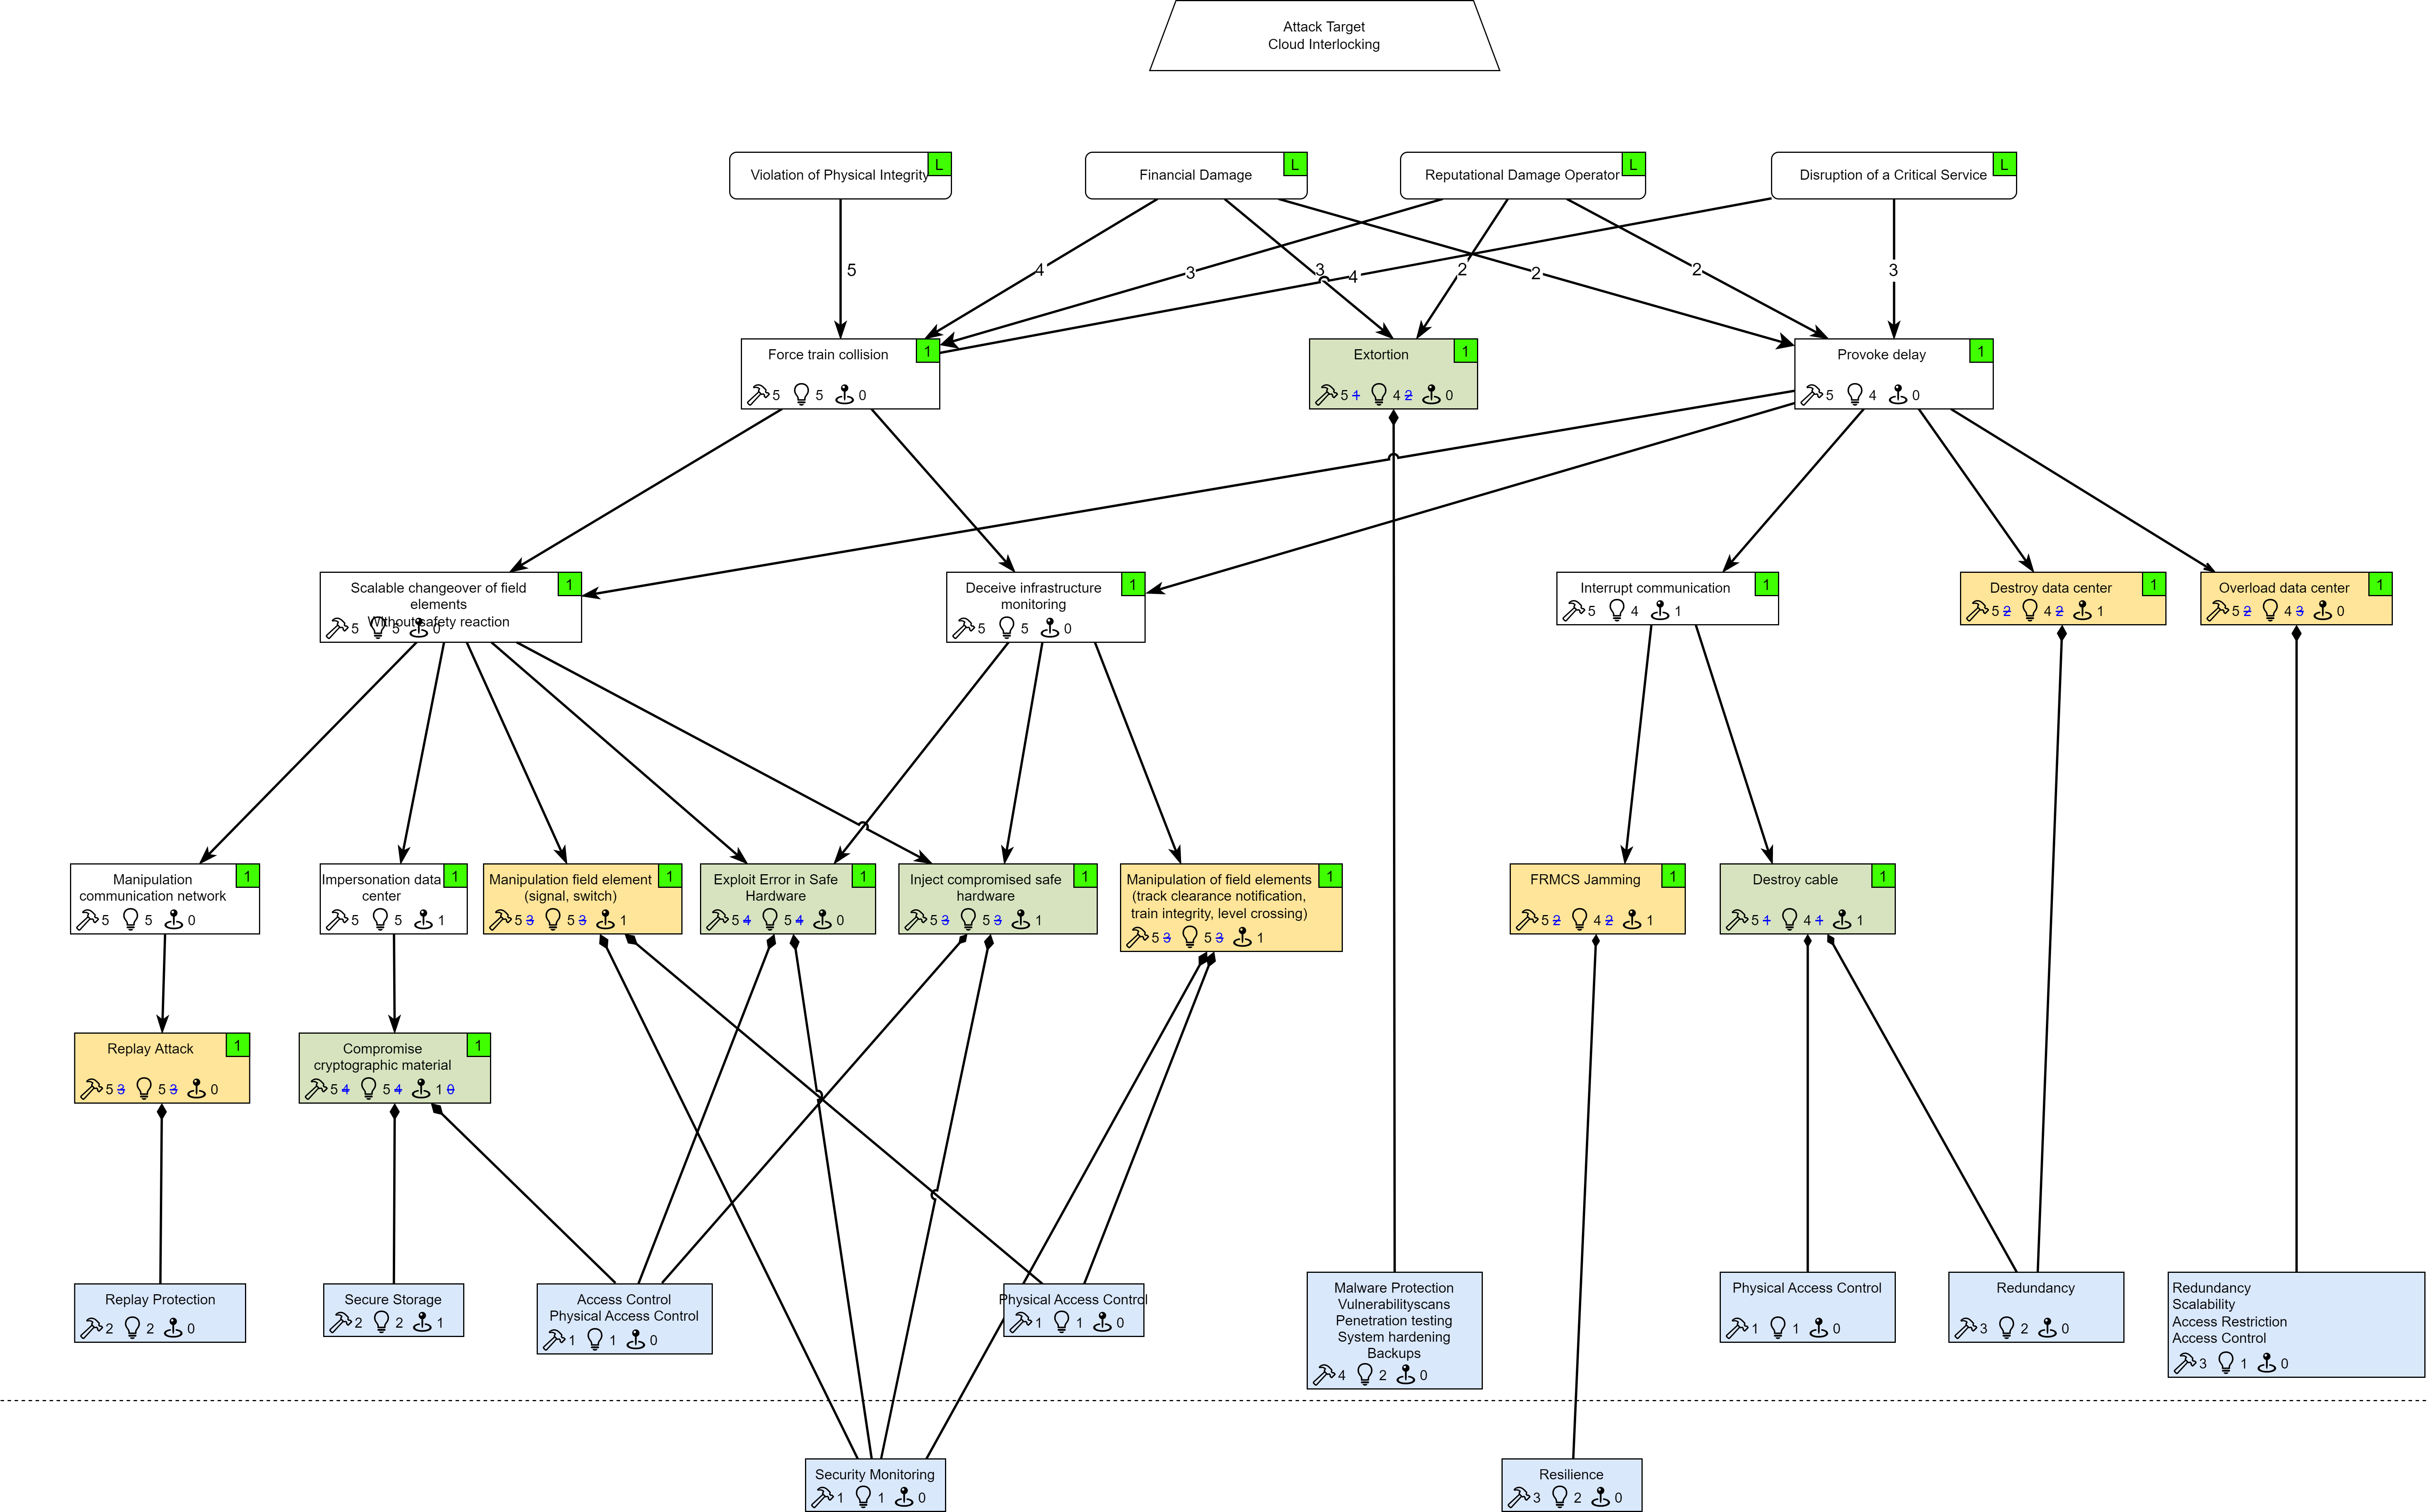 Attack Target
Cloud Interlocking
Violation of Physical Integrity L
Financial Damage L
Reputational Damage Operator L
Disruption of a Critical Service L
5
4
3
3
4
2
2
2
3
Force train collision 1
5 5 0
Extortion 1
5 1 4 2 0
Provoke delay 1
5 4 0
Scalable changeover of field 1
elements
Without safety reaction
5 5 0
Deceive infrastructure 1
monitoring
5 5 0
Interrupt communication 1
5 4 1
Destroy data center 1
5 2 4 2 1
Overload data center 1
5 2 4 3 0
Manipulation 1
communication network
5 5 0
Impersonation data 1
center
5 5 1
Manipulation field element 1
(signal, switch)
5 3 5 3 1
Exploit Error in Safe 1
Hardware
5 4 5 4 0
Inject compromised safe 1
hardware
5 3 5 3 1
Manipulation of field elements 1
(track clearance notification,
train integrity, level crossing)
5 3 5 3 1
FRMCS Jamming 1
5 2 4 2 1
Destroy cable 1
5 1 4 1 1
Replay Attack 1
5 3 5 3 0
Compromise 1
cryptographic material
5 4 5 4 1 0
Replay Protection
2 2 0
Secure Storage
2 2 1
Access Control
Physical Access Control
1 1 0
Physical Access Control
1 1 0
Malware Protection
Vulnerabilityscans
Penetration testing
System hardening
Backups
4 2 0
Physical Access Control
1 1 0
Redundancy
3 2 0
Redundancy
Scalability
Access Restriction
Access Control
3 1 0
Security Monitoring
1 1 0
Resilience
3 2 0